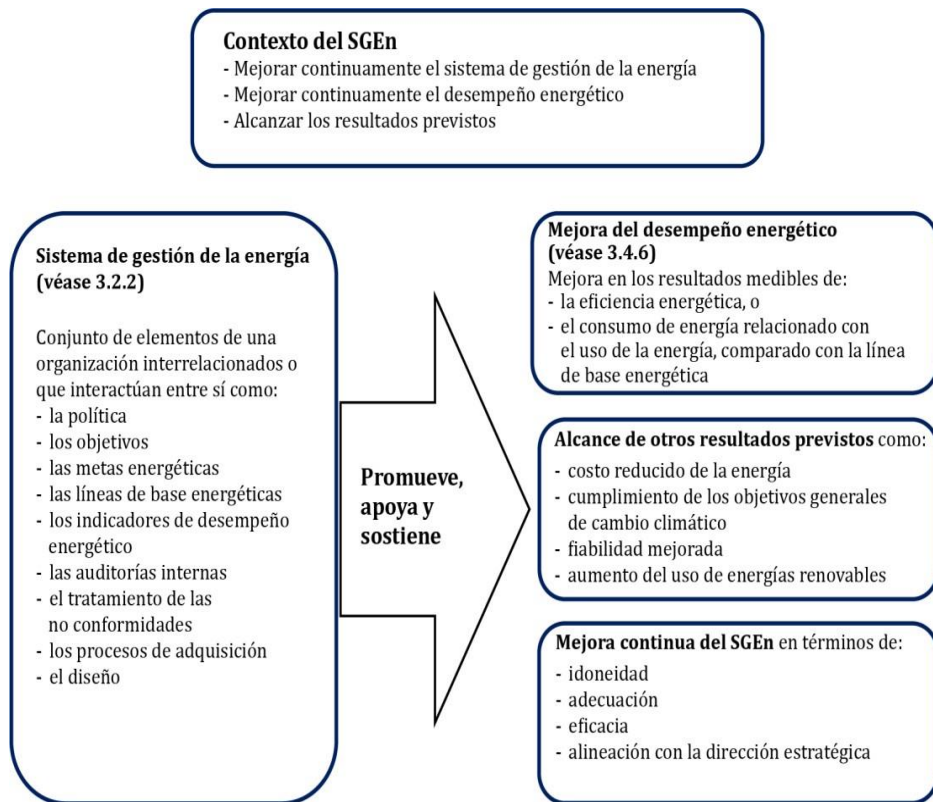 Contexto del SGEn
- Mejorar continuamente el sistema de gestión de la energía
- Mejorar continuamente el desempeño energético
- Alcanzar los resultados previstos
Sistema de gestión de la energía
(véase 3.2.2)
Conjunto de elementos de una
organización interrelacionados o
que interactúan entre sí como:
- la política
- los objetivos
- las metas energéticas
- las líneas de base energéticas
- los indicadores de desempeño
energético
- las auditorías internas
- el tratamiento de las
no conformidades
- los procesos de adquisición
- el diseño
Promueve,
apoya y
sostiene
Mejora del desempeño energético
(véase 3.4.6)
Mejora en los resultados medibles de:
- la eficiencia energética, o
- el consumo de energía relacionado con
el uso de la energía, comparado con la línea
de base energética
Alcance de otros resultados previstos como:
- costo reducido de la energía
- cumplimiento de los objetivos generales
de cambio climático
- fiabilidad mejorada
- aumento del uso de energías renovables
Mejora continua del SGEn en términos de:
- idoneidad
- adecuación
- eficacia
- alineación con la dirección estratégica